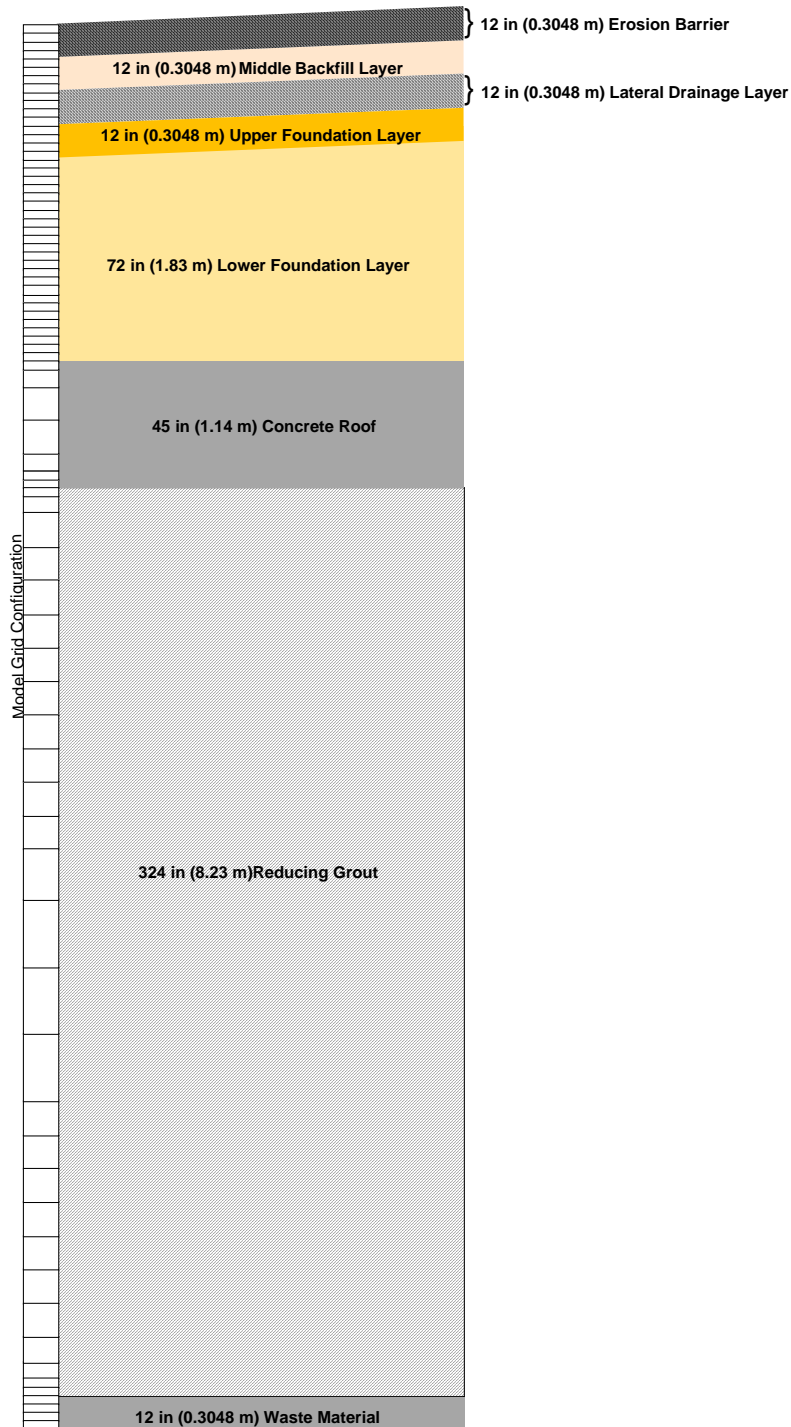 12 in (0.3048 m) Erosion Barrier
12 in (0.3048 m) Middle Backfill Layer
12 in (0.3048 m) Lateral Drainage Layer
12 in (0.3048 m) Upper Foundation Layer
72 in (1.83 m) Lower Foundation Layer
45 in (1.14 m) Concrete Roof
Model Grid Configuration
324 in (8.23 m)Reducing Grout
12 in (0.3048 m) Waste Material